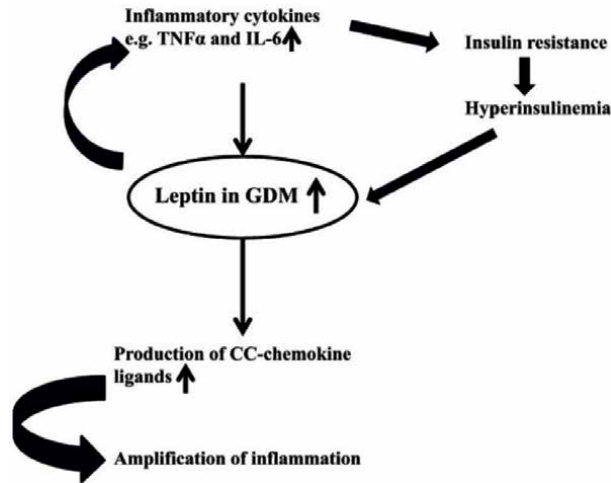 Inflammatory cytokines
e.g. TNFα and IL-6
Insulin resistance
Hyperinsulinemia
Leptin in GDM
Production of CC-chemokine
ligands
Amplification of inflammation